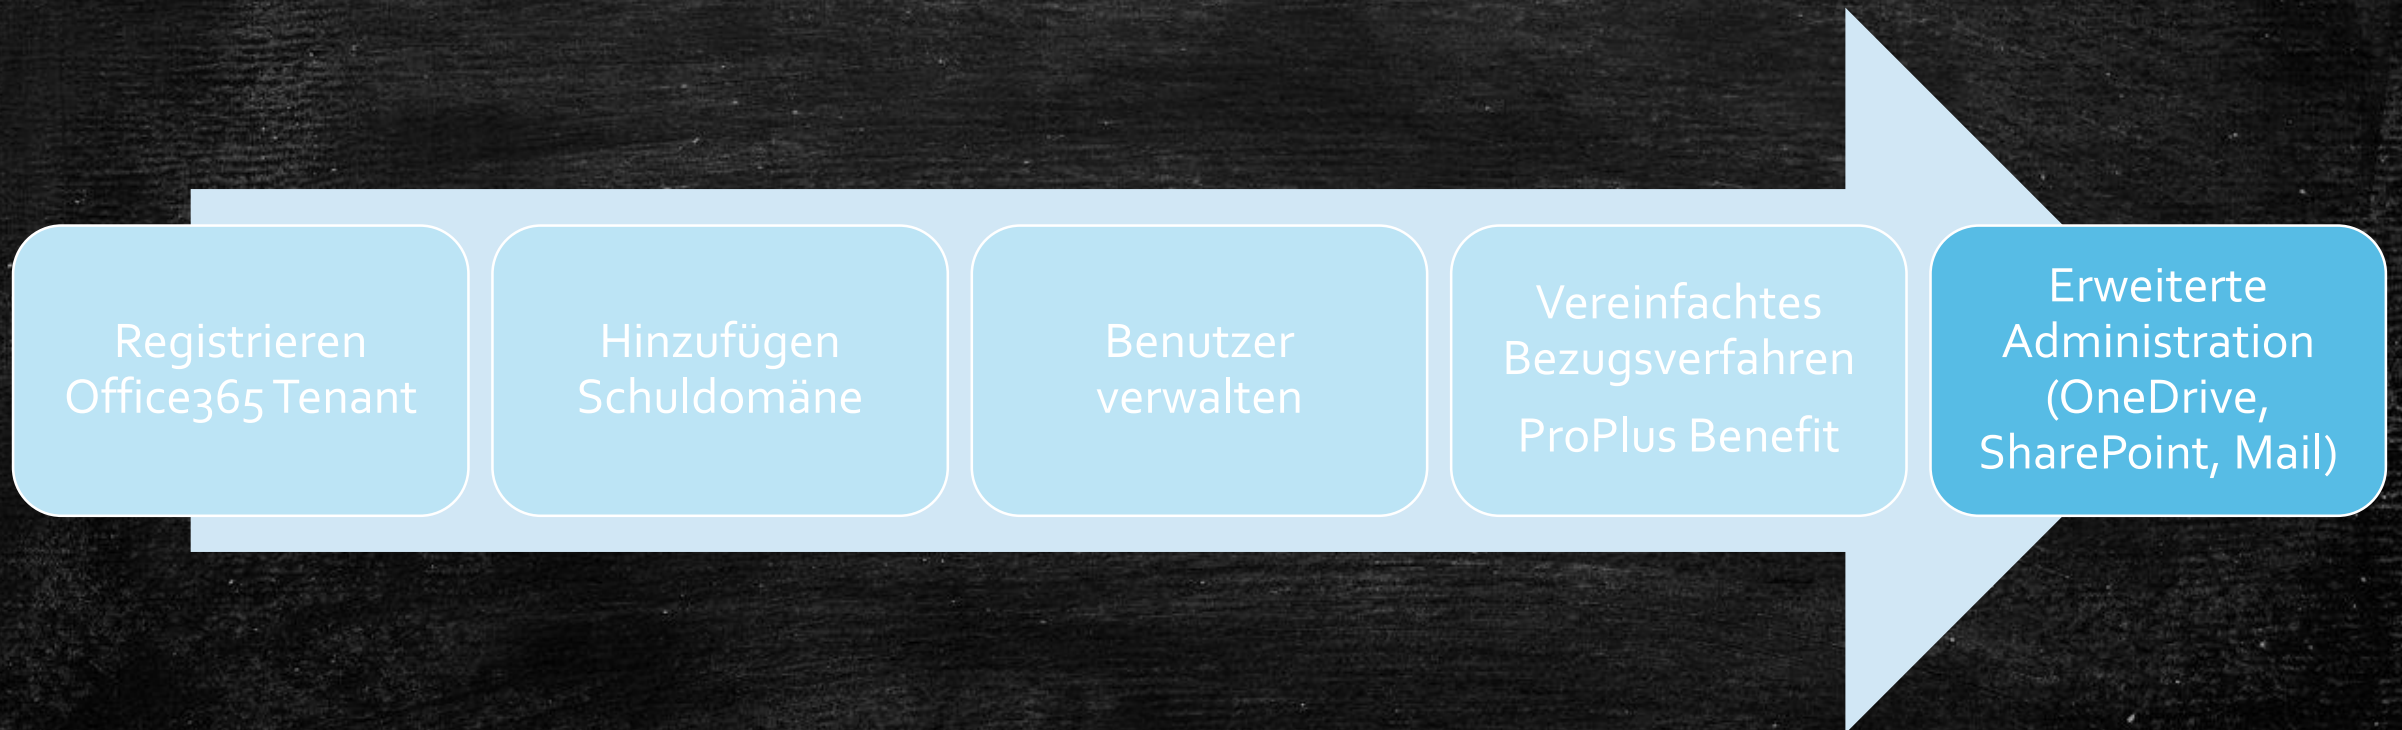 Registrieren
Office365 Tenant
Hinzufügen
Schuldomäne
Benutzer
verwalten
Vereinfachtes
Bezugsverfahren
ProPlus Benefit
Erweiterte
Administration
(OneDrive,
SharePoint, Mail)